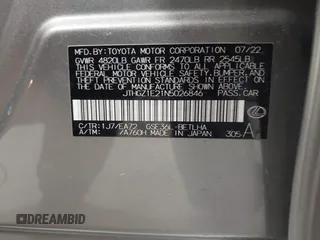 MFD.BY:TOYOTA MOTOR CORPORATION 07/22
GVWR 4820LB GAWR FR 2470LB RR 2545LB
THIS VEHICLE CONFORMS TO ALL APPLICABLE
FEDERAL MOTOR VEHICLE SAFETY, BUMPER, AND
THEFT PREVENTION STANDARDS IN EFFECT ON
THE DATE OF MANUFACTURE SHOWN ABOVE.
JTHGZ1E21N5026846 PASS.CAR
C/TR:1J7/EA72 GSE36L-BETLHA
A/TM: /A760H MADE IN JAPAN 305 A
DREAMBID